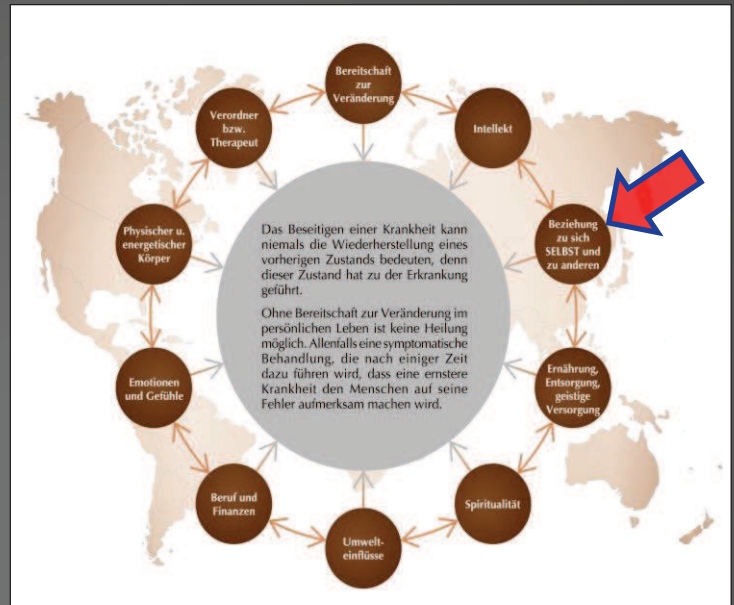 Bereitschaft
zur
Veränderung
Intellekt
Beziehung
zu sich
SELBST und
zu anderen
Ernährung,
Entsorgung,
geistige
Versorgung
Spiritualität
Umwelt-
einflüsse
Beruf und
Finanzen
Emotionen
und Gefühle
Physischer u.
energetischer
Körper
Verordner
bzw.
Therapeut
Das Beseitigen einer Krankheit kann
niemals die Wiederherstellung eines
vorherigen Zustands bedeuten, denn
dieser Zustand hat zu der Erkrankung
geführt.
Ohne Bereitschaft zur Veränderung im
persönlichen Leben ist keine Heilung
möglich. Allenfalls eine symptomatische
Behandlung, die nach einiger Zeit
dazu führen wird, dass eine ernstere
Krankheit den Menschen auf seine
Fehler aufmerksam machen wird.